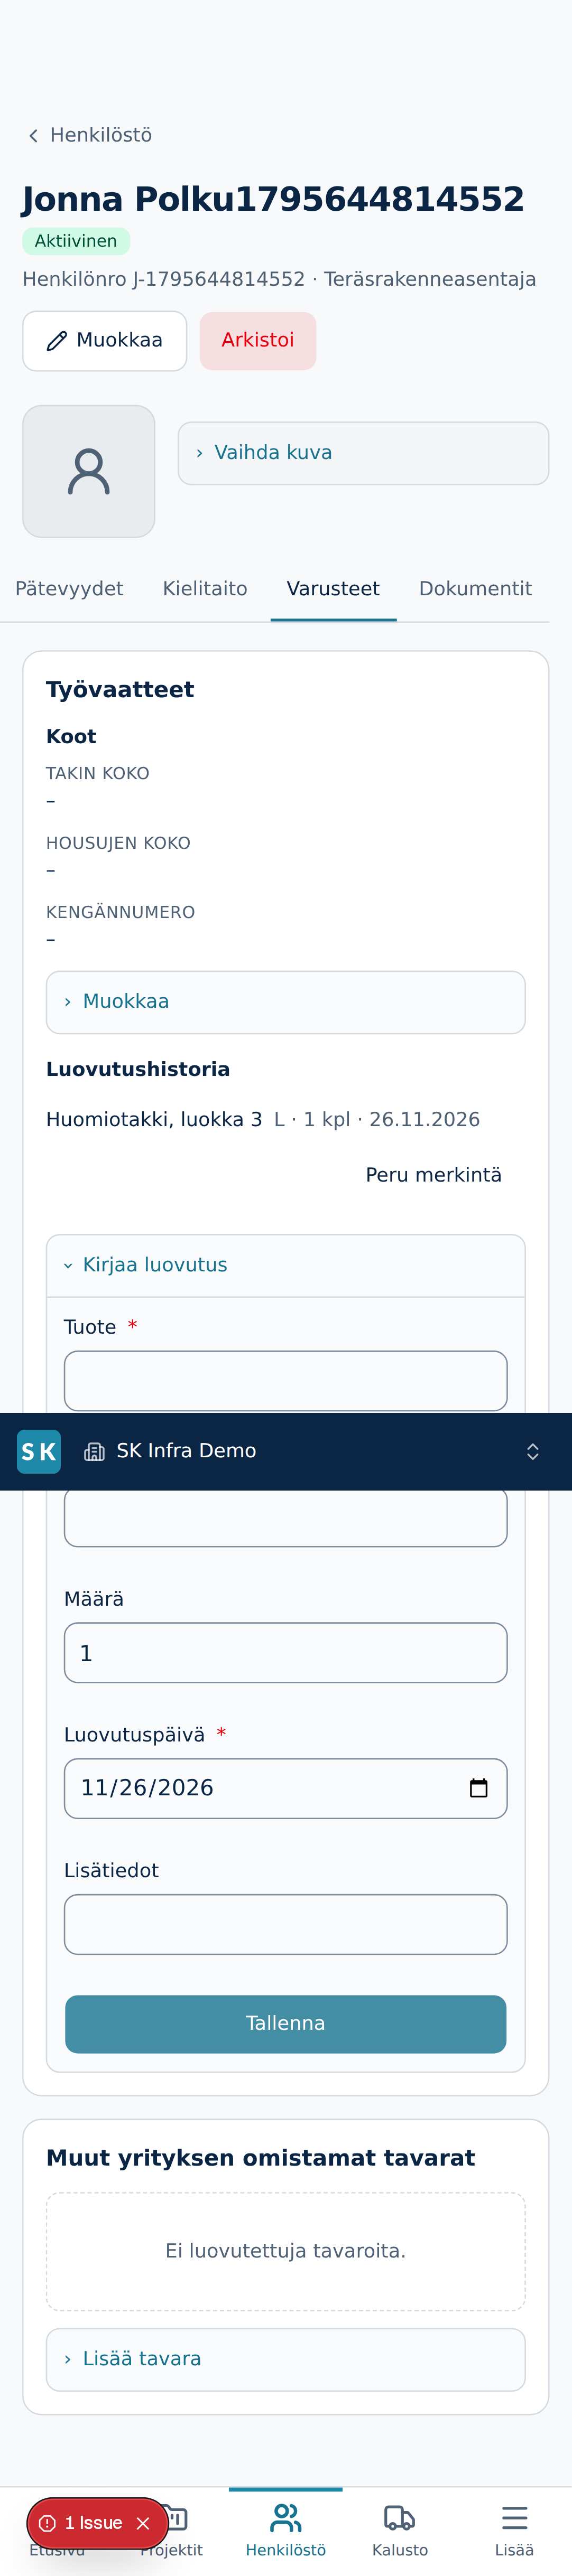 Henkilöstö
Jonna Polku1795644814552
Aktiivinen
Henkilönro J-1795644814552 · Teräsrakenneasentaja
Muokkaa
Arkistoi
› Vaihda kuva
Pätevyydet Kielitaito Varusteet Dokumentit
Työvaatteet
Koot
TAKIN KOKO
–
HOUSUJEN KOKO
–
KENGÄNNUMERO
–
› Muokkaa
Luovutushistoria
Huomiotakki, luokka 3 L · 1 kpl · 26.11.2026
Peru merkintä
Kirjaa luovutus
Tuote *
SK SK Infra Demo
Määrä
1
Luovutuspäivä *
11/26/2026
Lisätiedot
Tallenna
Muut yrityksen omistamat tavarat
Ei luovutettuja tavaroita.
› Lisää tavara
1 Issue
Etusivu Projektit Henkilöstö Kalusto Lisää